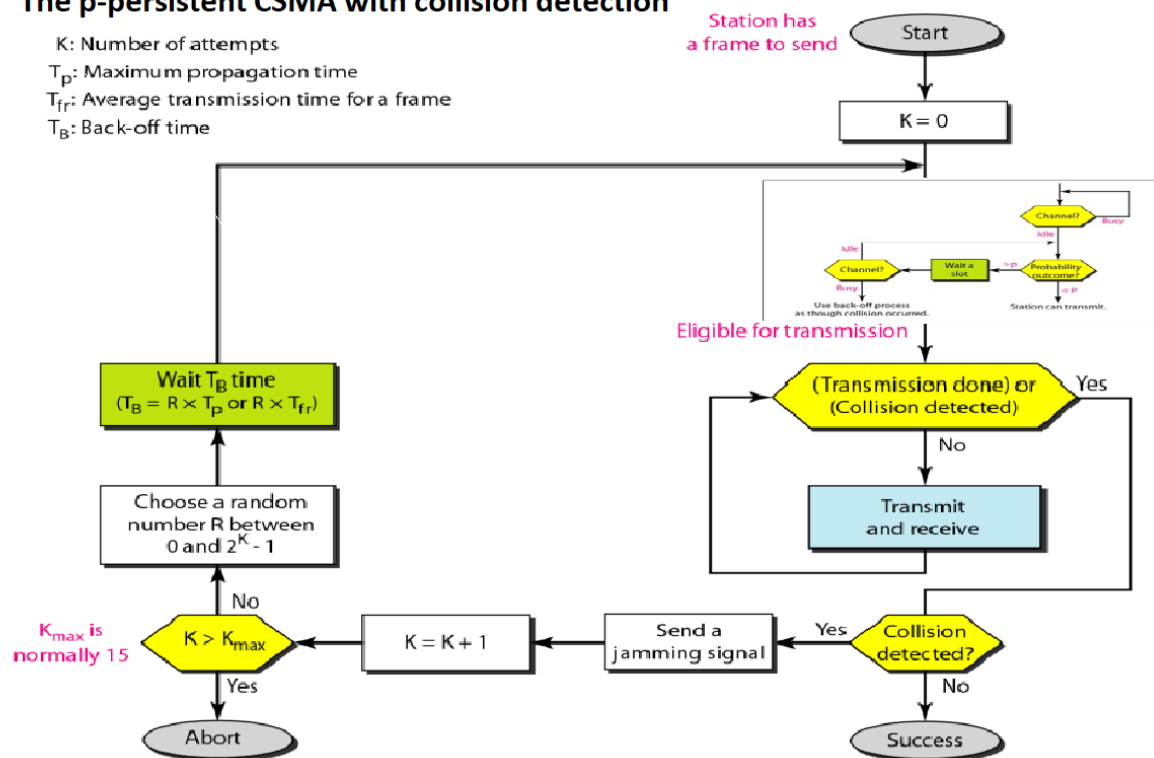 The p-persistent CSMA with collision detection
K: Number of attempts
Tp: Maximum propagation time
Tfr: Average transmission time for a frame
TB: Back-off time
Station has
a frame to send
Start
K = 0
Channel?
Busy
Idle
Idle
Channel?
Wait a
slot
>P
Probability
outcome?
Busy
< P
Use back-off process
as though collision occurred.
Station can transmit.
Eligible for transmission
Wait TB time
(TB = R × Tp or R × Tfr)
(Transmission done) or
(Collision detected)
Yes
No
Choose a random
number R between
0 and 2^K - 1
Transmit
and receive
No
Kmax is
normally 15
K > Kmax
K = K + 1
Send a
jamming signal
Yes
Collision
detected?
Yes
No
Abort
Success